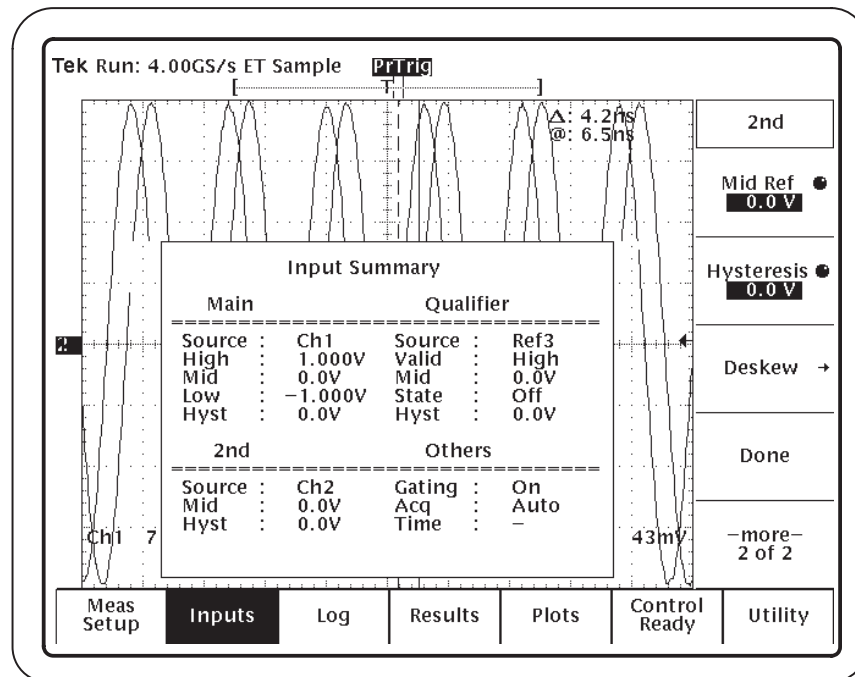 Tek Run: 4.00GS/s ET Sample PrTrig
T
Δ: 4.2ns
@: 6.5ns
2nd
Mid Ref
0.0 V
Hysteresis
0.0 V
Deskew →
Done
−more−
2 of 2
Input Summary
Main Qualifier
Source : Ch1 Source : Ref3
High : 1.000V Valid : High
Mid : 0.0V Mid : 0.0V
Low : −1.000V State : Off
Hyst : 0.0V Hyst : 0.0V
2nd Others
Source : Ch2 Gating : On
Mid : 0.0V Acq : Auto
Hyst : 0.0V Time : −
Ch1 7 43mV
Meas Setup
Inputs
Log
Results
Plots
Control Ready
Utility